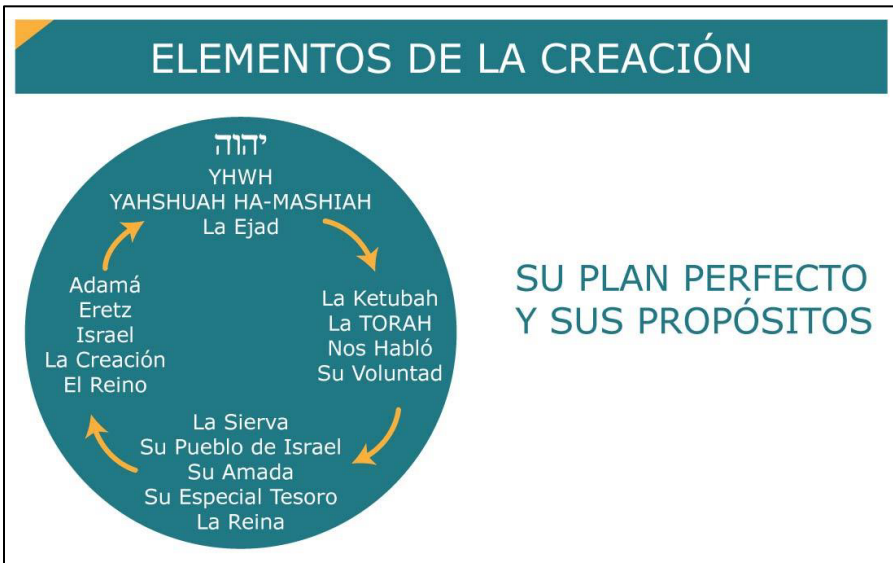 ELEMENTOS DE LA CREACIÓN
יהוה
YHWH
YAHSHUAH HA-MASHIAH
La Ejad
La Ketubah
La TORAH
Nos Habló
Su Voluntad
La Sierva
Su Pueblo de Israel
Su Amada
Su Especial Tesoro
La Reina
Adamá
Eretz
Israel
La Creación
El Reino
SU PLAN PERFECTO
Y SUS PROPÓSITOS